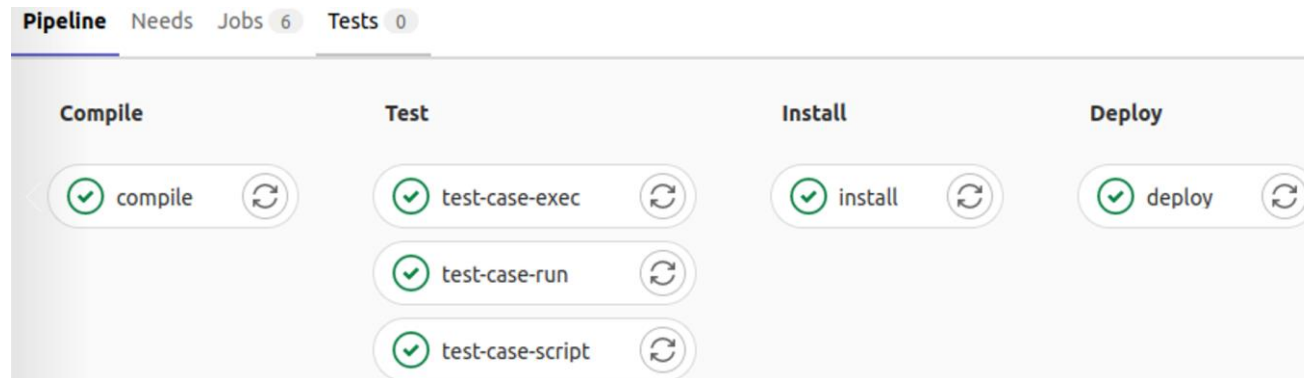 Pipeline Needs Jobs 6 Tests 0
Compile Test Install Deploy
compile test-case-exec install deploy
test-case-run
test-case-script